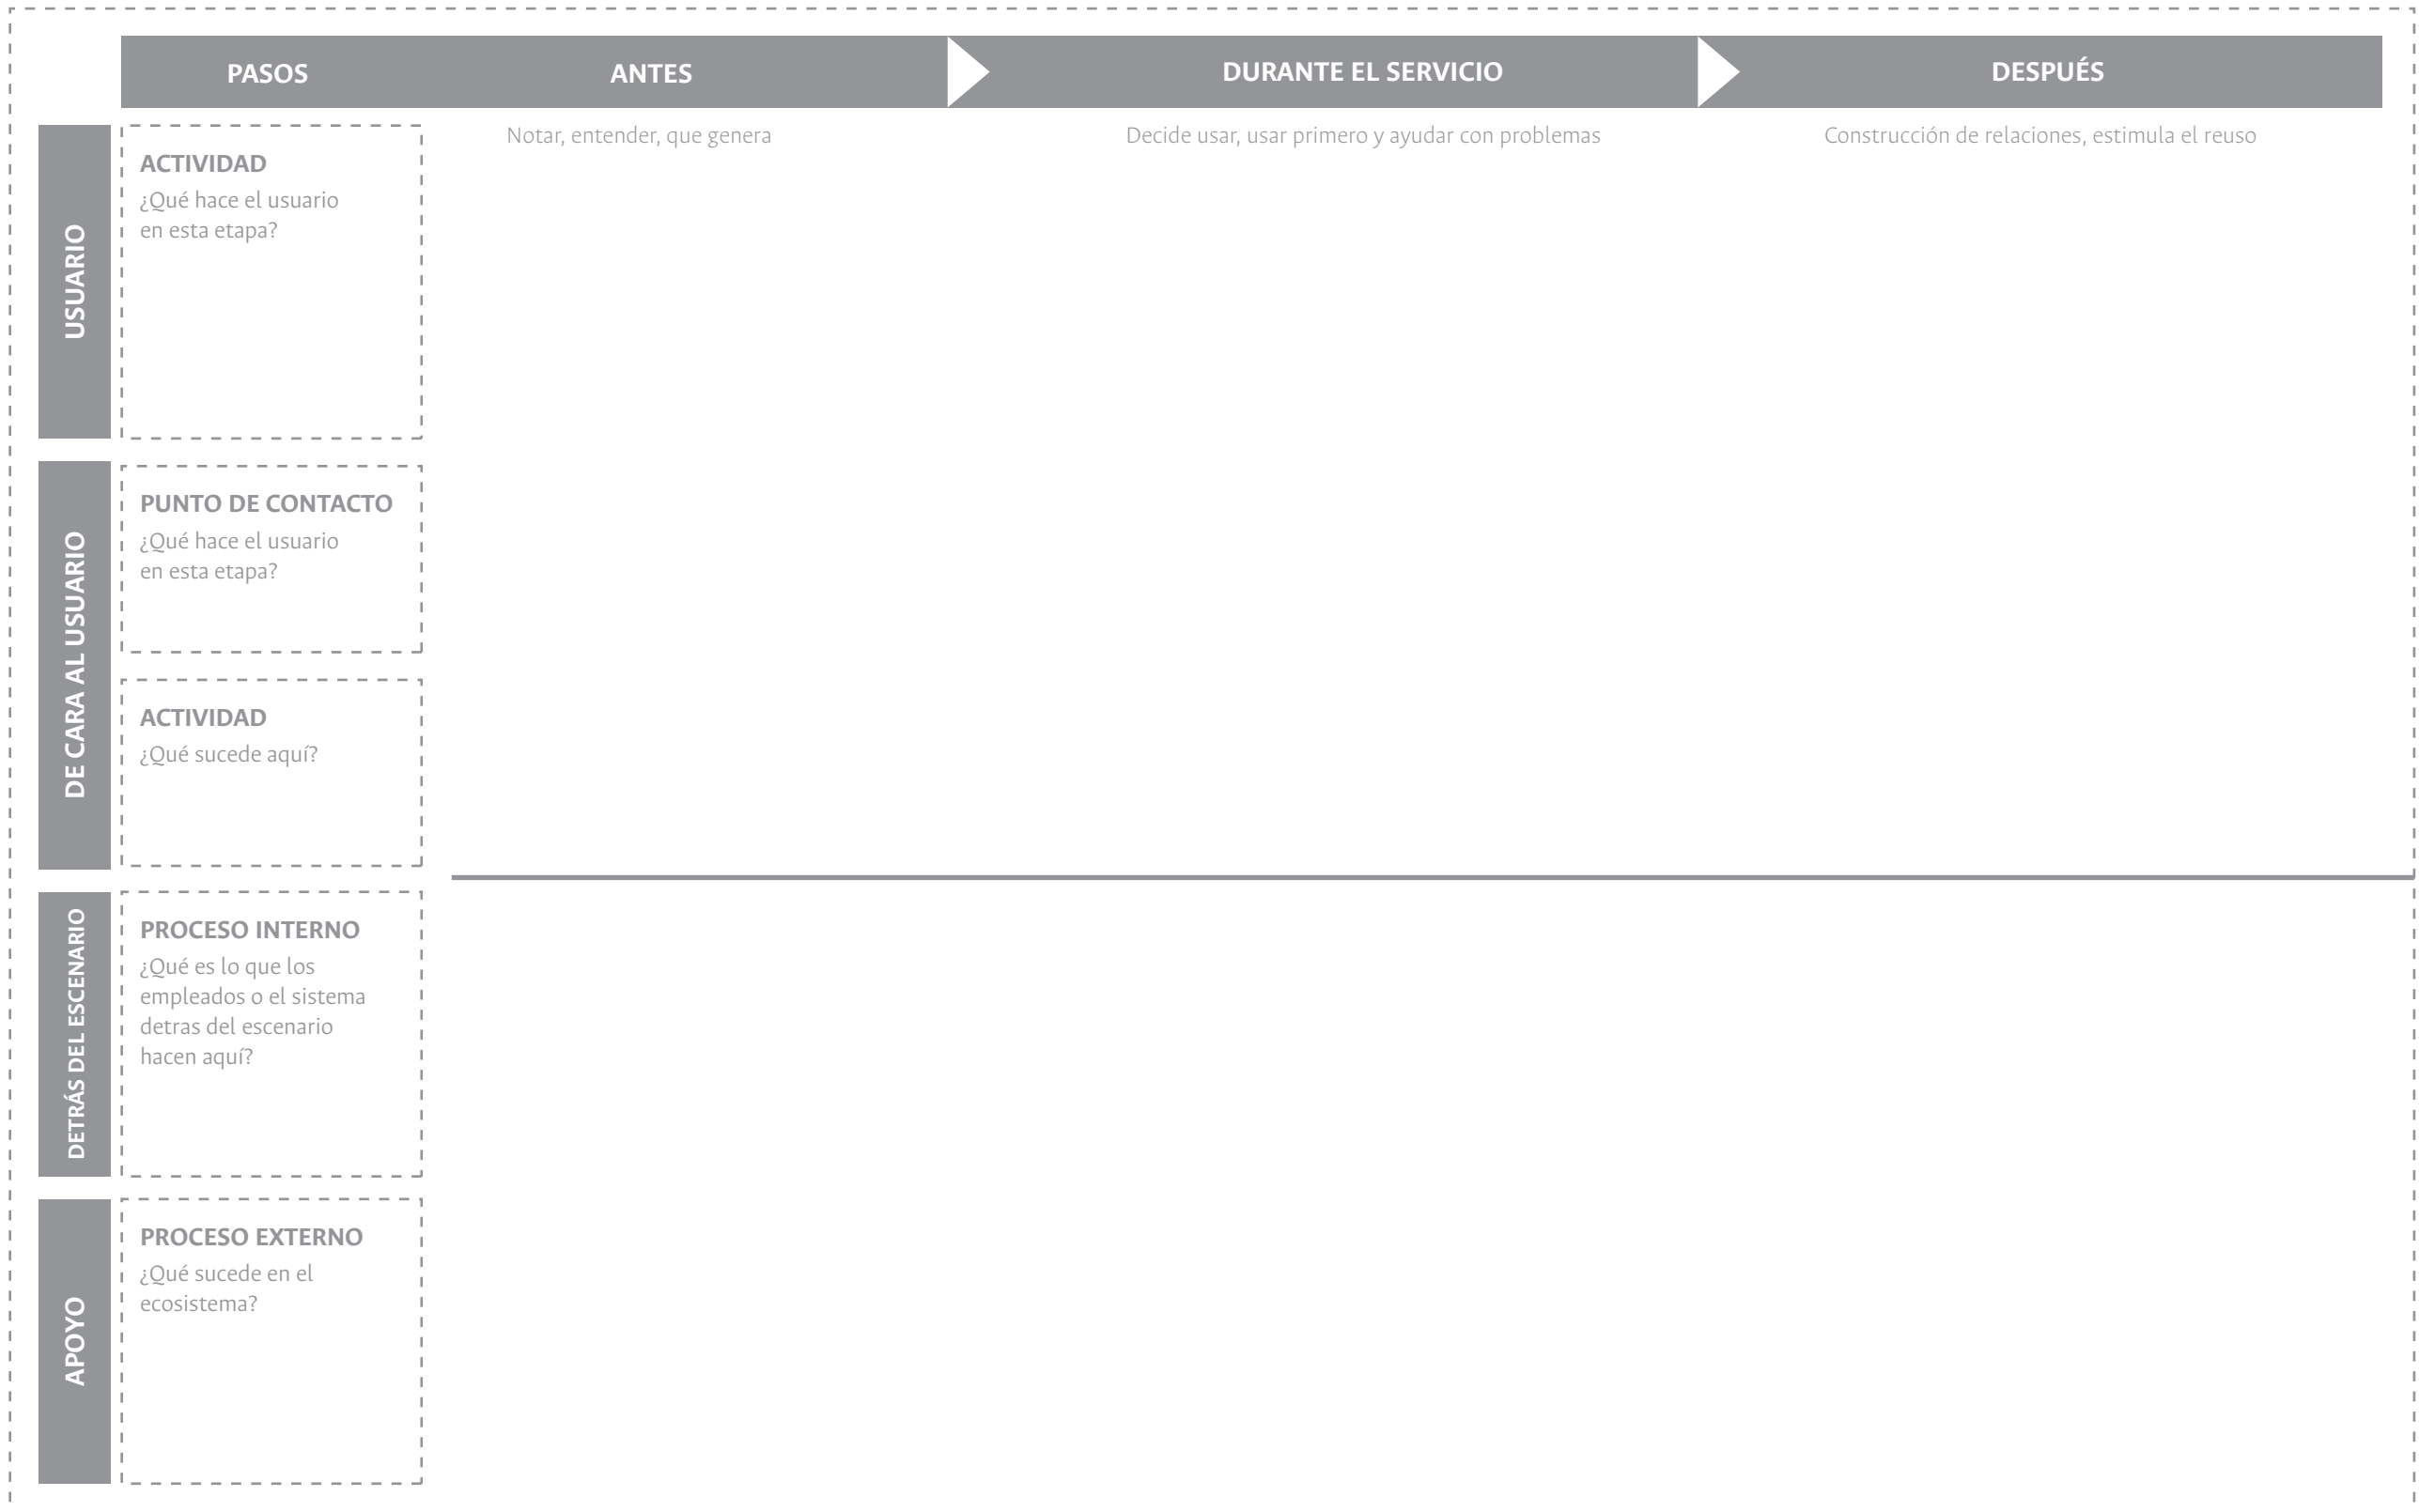 PASOS
ANTES
DURANTE EL SERVICIO
DESPUÉS
Notar, entender, que genera
Decide usar, usar primero y ayudar con problemas
Construcción de relaciones, estimula el reuso
USUARIO
ACTIVIDAD
¿Qué hace el usuario
en esta etapa?
DE CARA AL USUARIO
PUNTO DE CONTACTO
¿Qué hace el usuario
en esta etapa?
ACTIVIDAD
¿Qué sucede aquí?
DETRÁS DEL ESCENARIO
PROCESO INTERNO
¿Qué es lo que los
empleados o el sistema
detras del escenario
hacen aquí?
APOYO
PROCESO EXTERNO
¿Qué sucede en el
ecosistema?